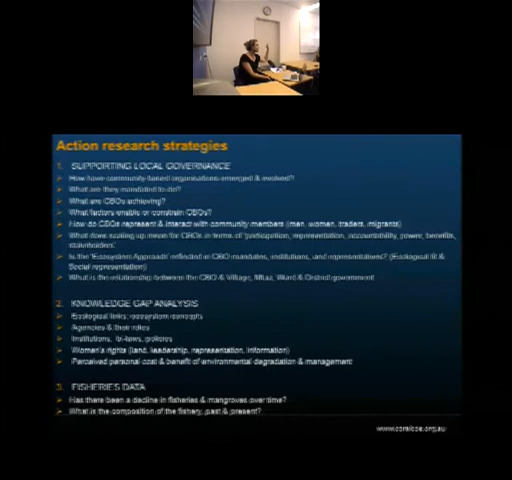 Action research strategies
1. SUPPORTING LOCAL GOVERNANCE
How have community-based organisations emerged & evolved?
What are they mandated to do?
What are CBOs achieving?
What factors enable or constrain CBOs?
How do CBOs represent & interact with community members (men, women, traders, migrants)
What does scaling up mean for CBOs in terms of 'participation, representation, accountability, power, benefits,
stakeholders'
Is the 'Ecosystem Approach' reflected in CBO mandates, institutions, and representatives? (Ecological fit &
Social representation)
What is the relationship between the CBO & Village, Mtaa, Ward & District government
2. KNOWLEDGE GAP ANALYSIS
Ecological links, ecosystem concepts
Agencies & their roles
Institutions, bi-laws, policies
Women's rights (land, leadership, representation, information)
Perceived personal cost & benefit of environmental degradation & management
3. FISHERIES DATA
Has there been a decline in fisheries & mangroves over time?
What is the composition of the fishery, past & present?
www.coralcoe.org.au